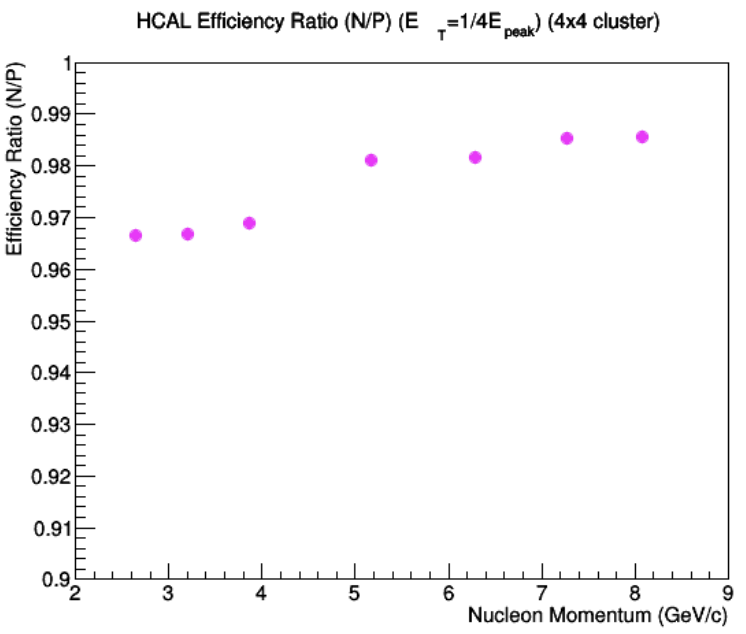 HCAL Efficiency Ratio (N/P) (E T=1/4Epeak) (4x4 cluster)
Efficiency Ratio (N/P)
1
0.99
0.98
0.97
0.96
0.95
0.94
0.93
0.92
0.91
0.9
2 3 4 5 6 7 8 9
Nucleon Momentum (GeV/c)